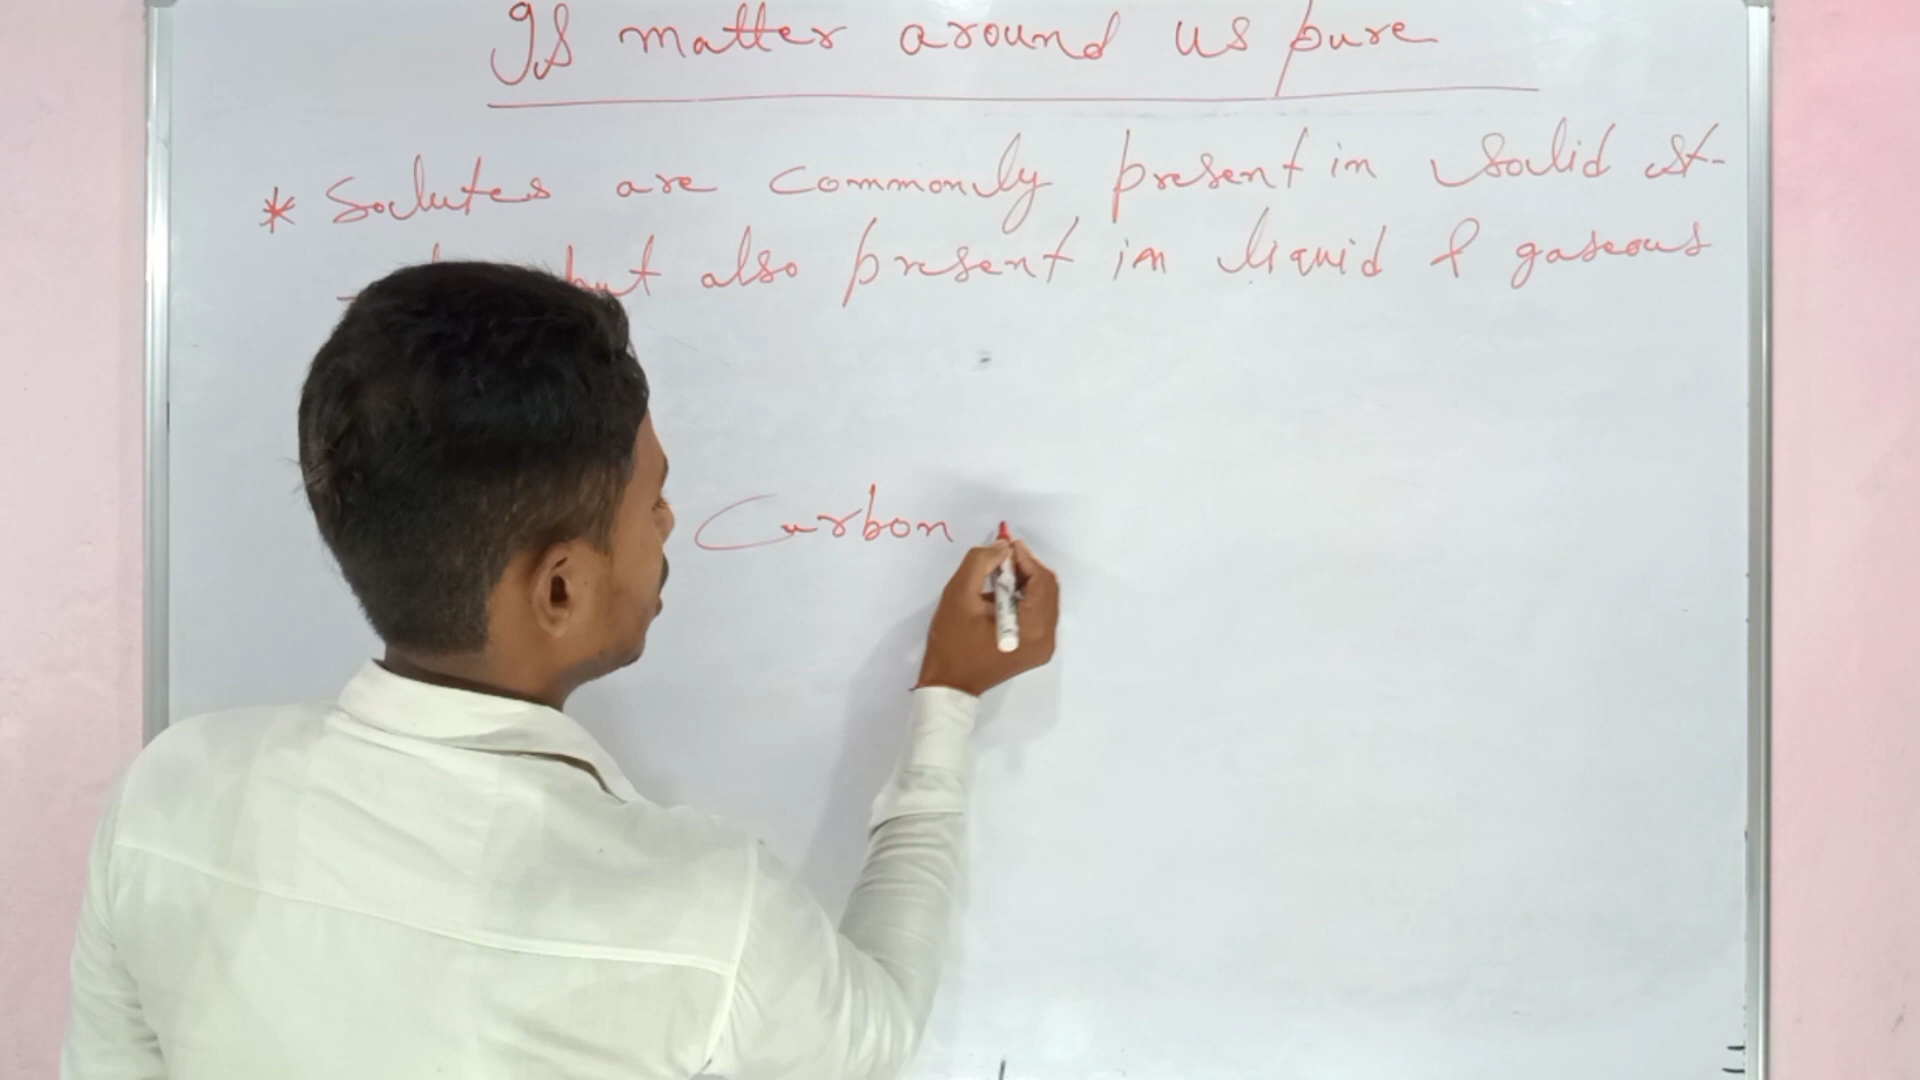 Is matter around us pure
* Solutes are commonly present in solid st-
but also present in liquid & gaseous
Carbon